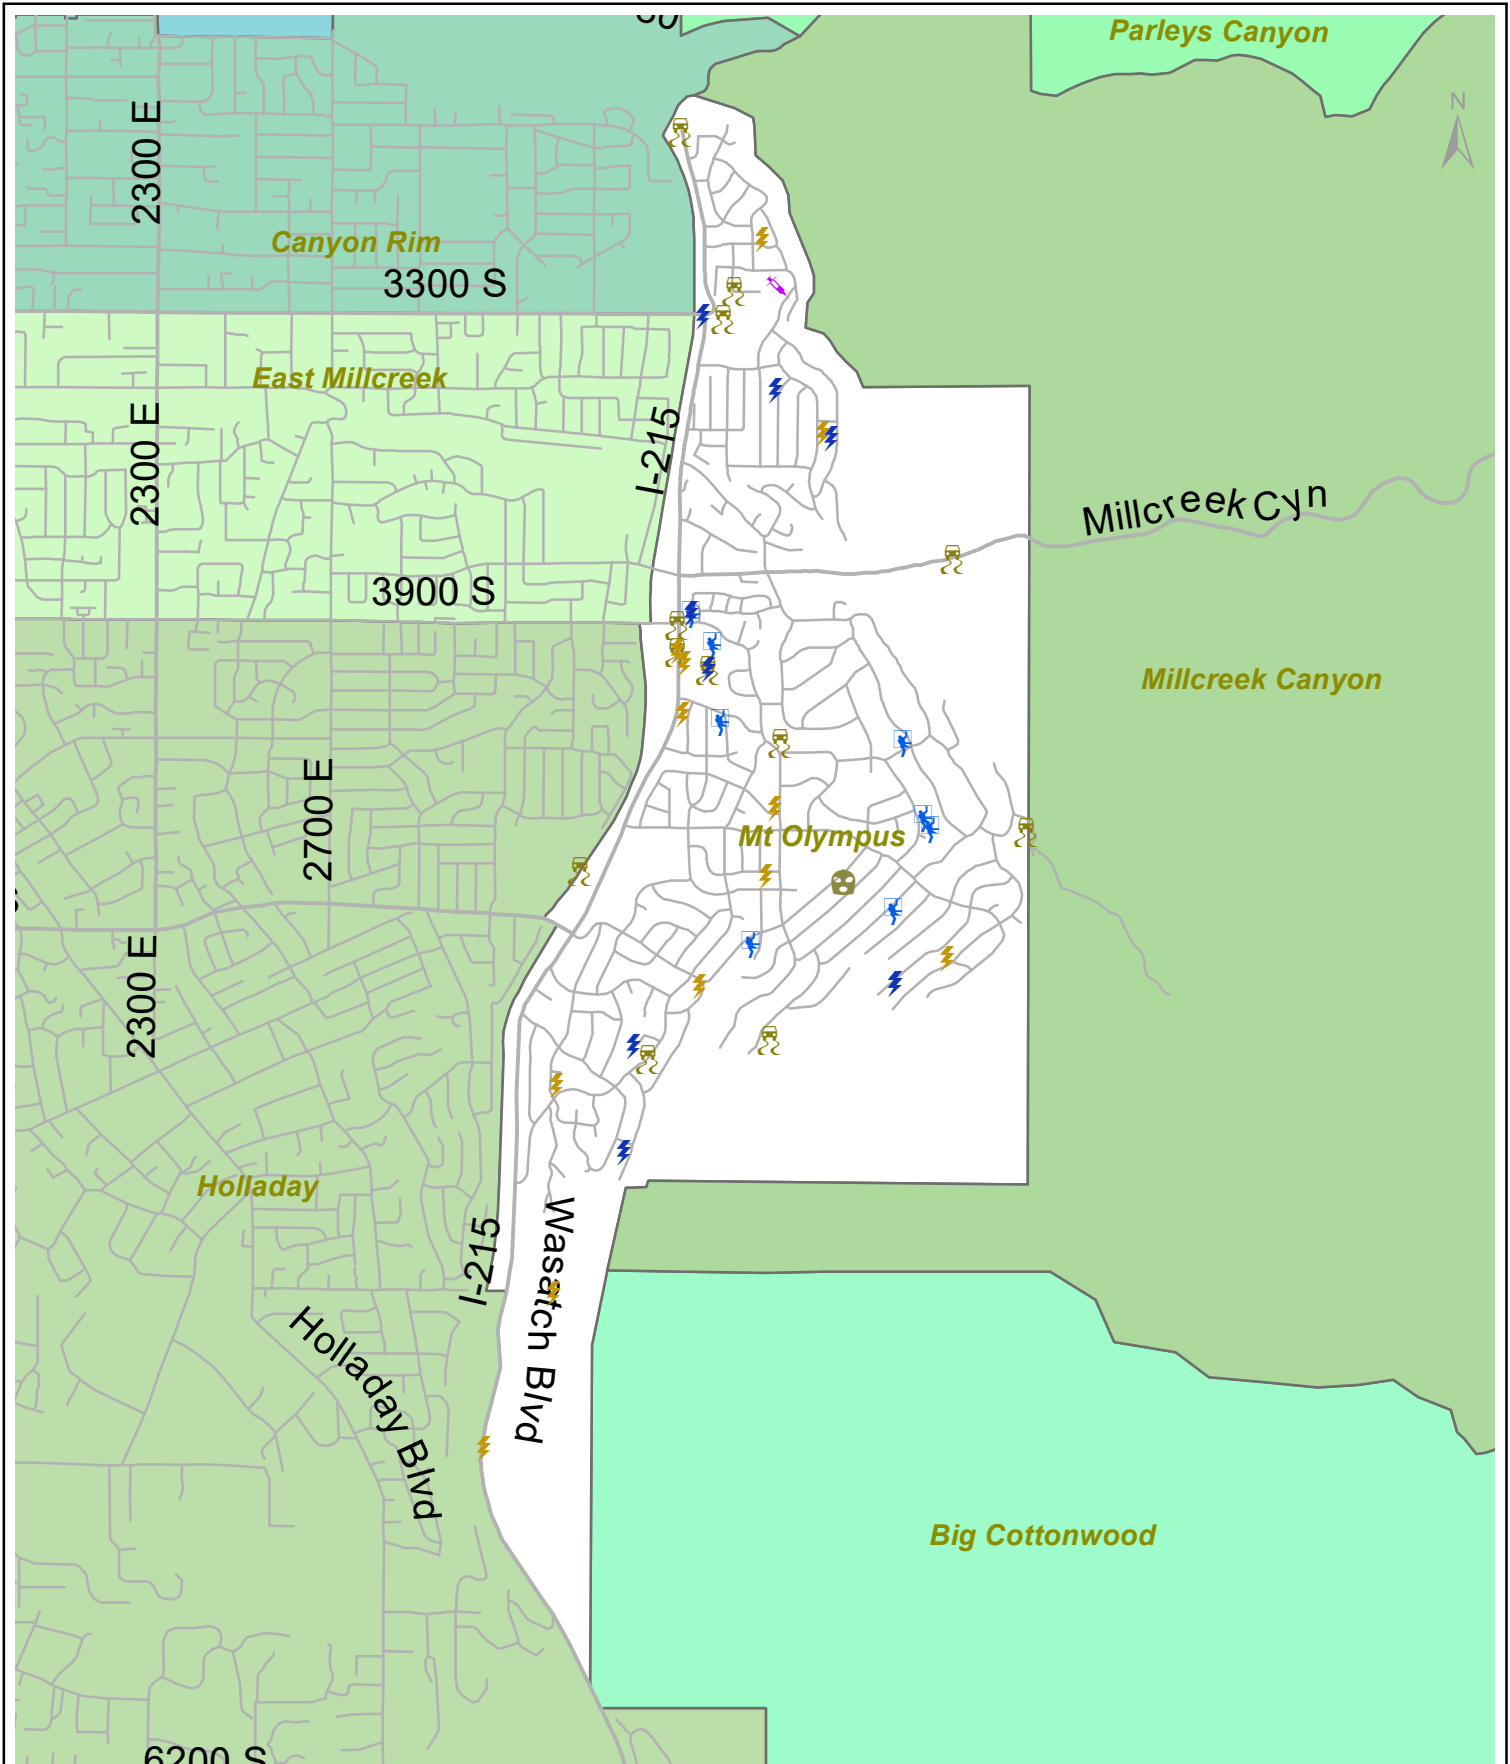 Parleys Canyon
N
2300 E
Canyon Rim
3300 S
East Millcreek
2300 E
I-215
Millcreek Cyn
3900 S
Millcreek Canyon
2700 E
Mt Olympus
2300 E
Holladay
I-215
Wasatch Blvd
Holladay Blvd
Big Cottonwood
6200 S